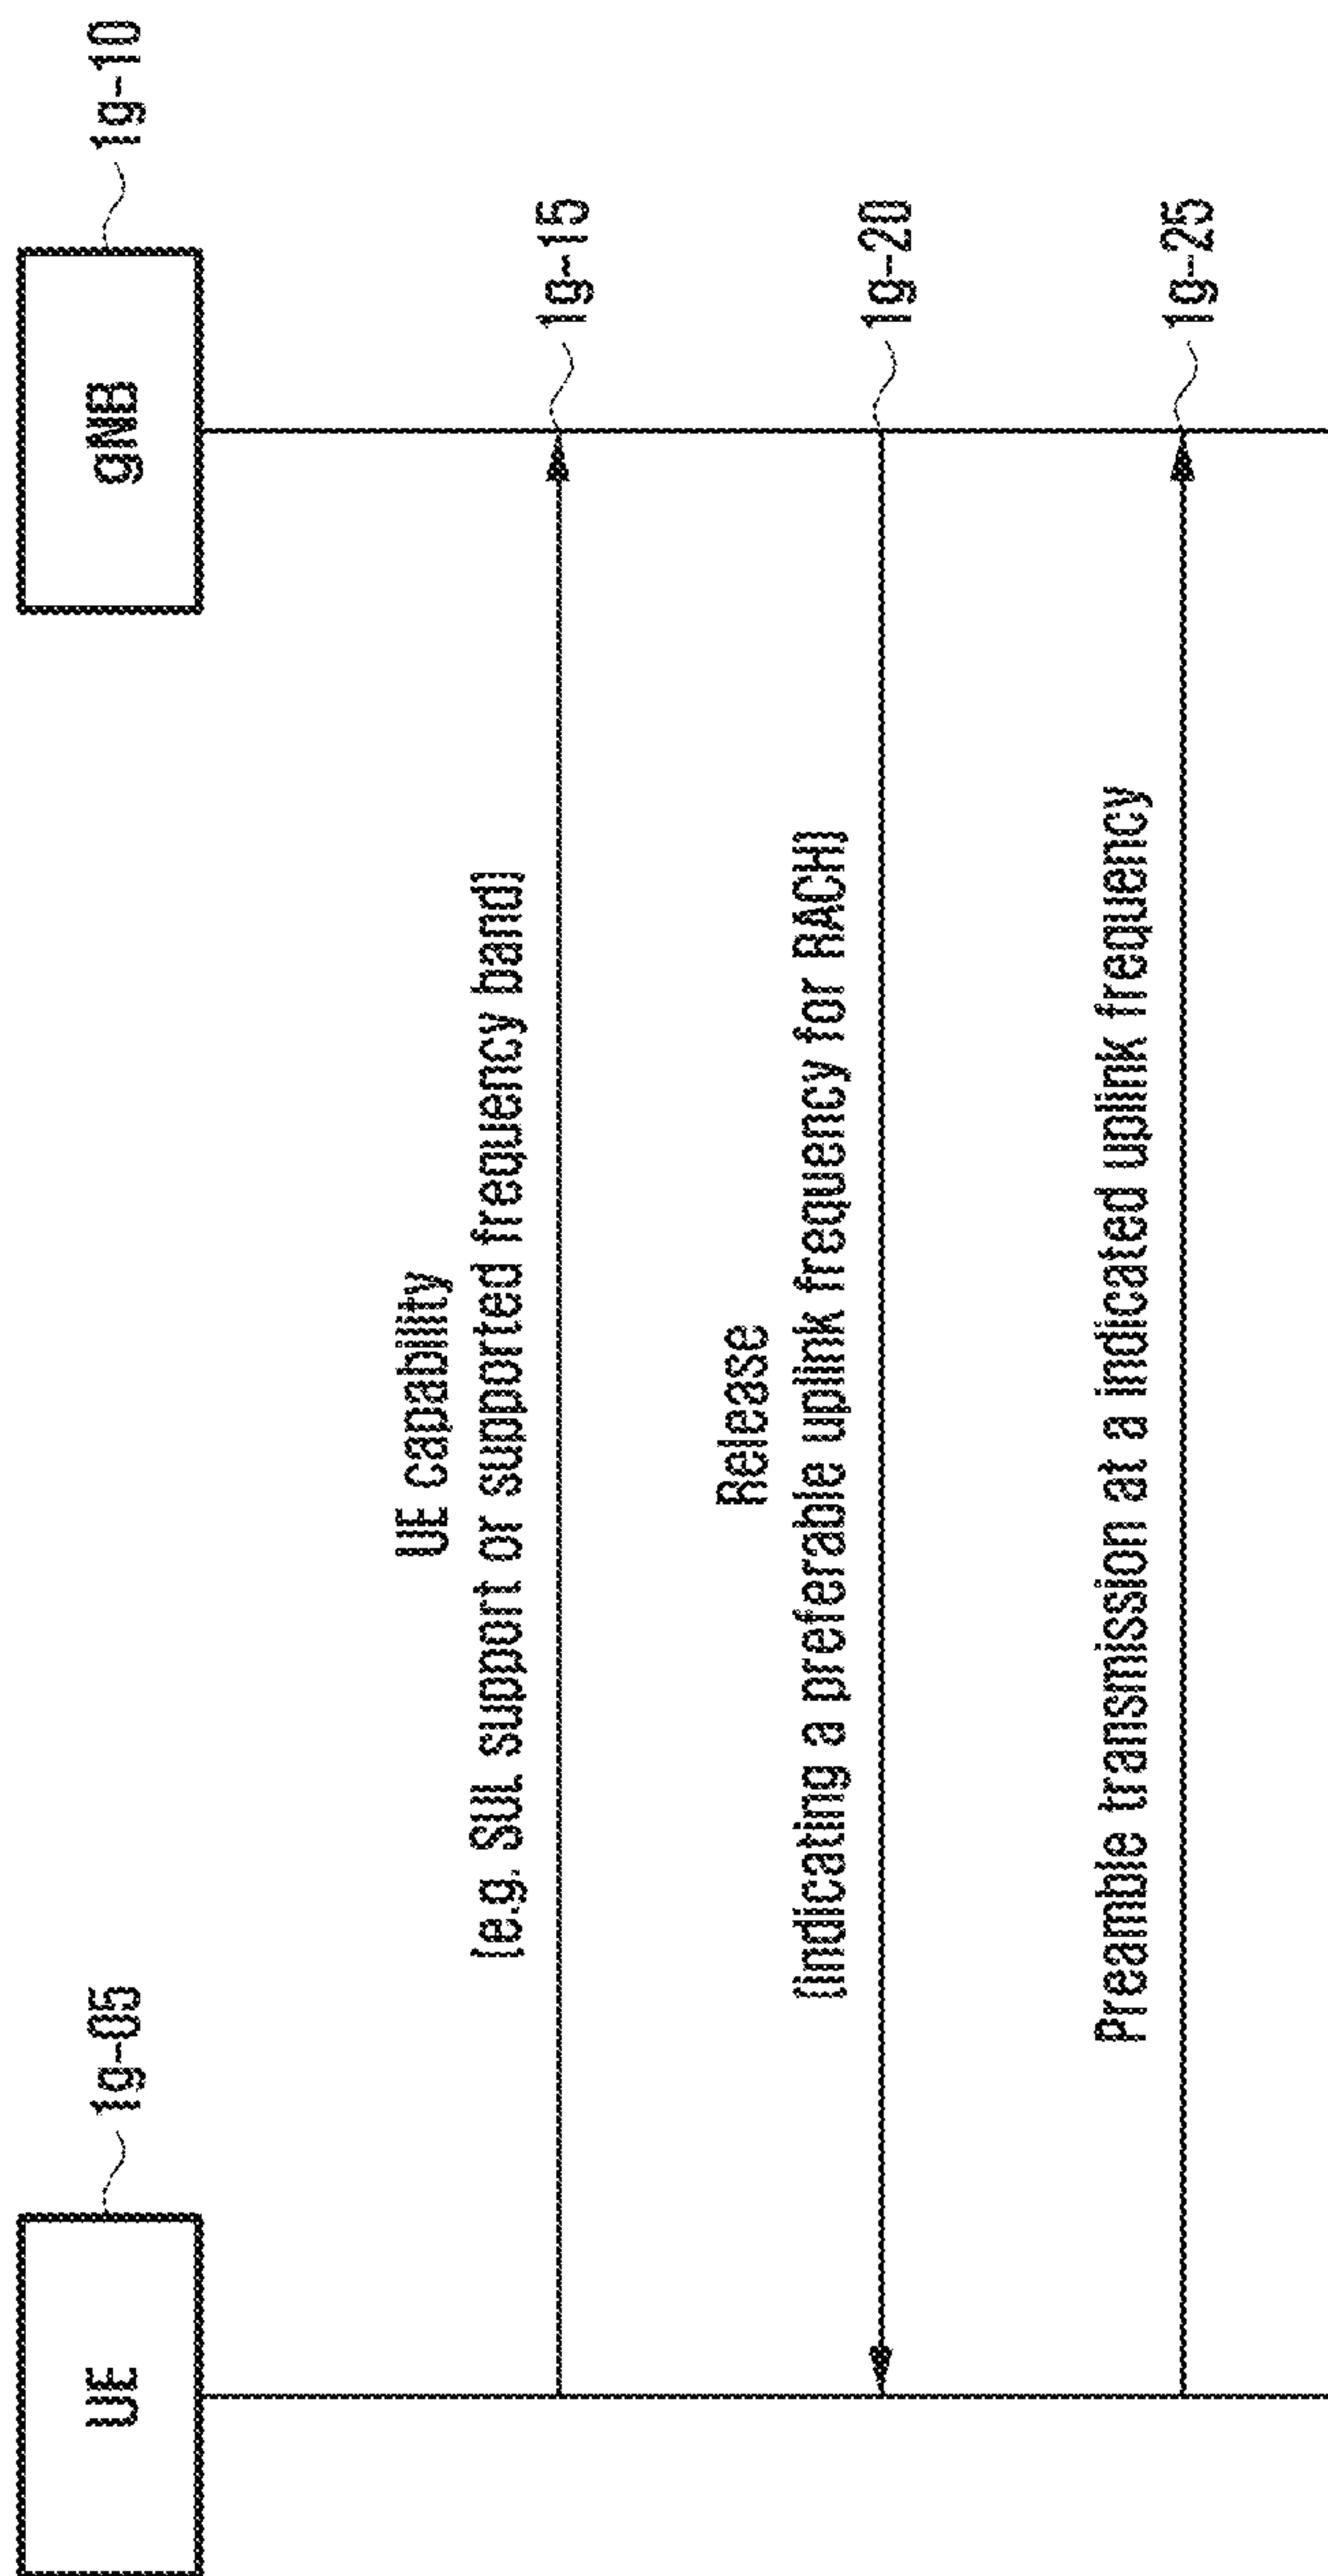 UE
1g-05
gNB
1g-10
UE capability
(e.g. SUL support or supported frequency band)
1g-15
Release
(indicating a preferable uplink frequency for RACH)
1g-20
Preamble transmission at a indicated uplink frequency
1g-25